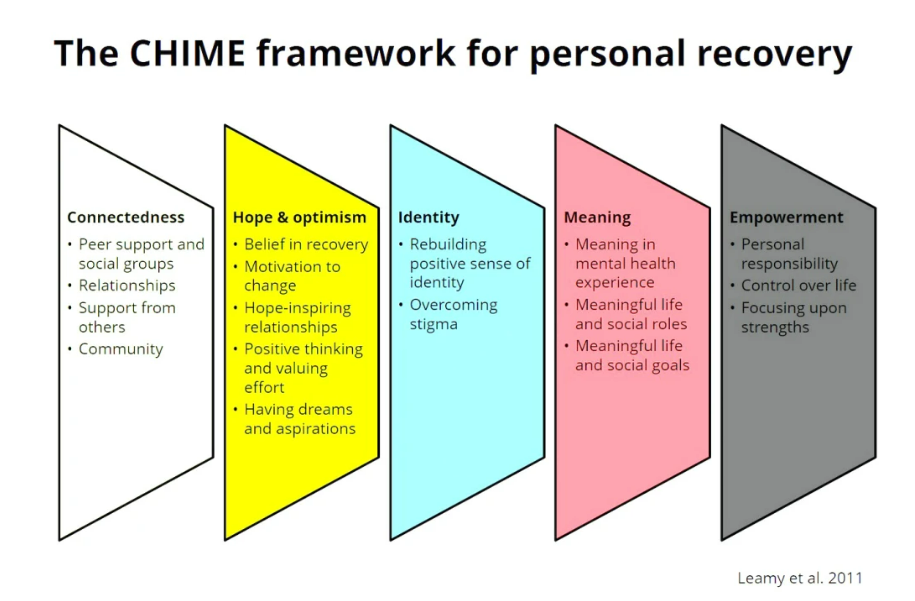 The CHIME framework for personal recovery
Connectedness
• Peer support and
social groups
• Relationships
• Support from
others
• Community
Hope & optimism
• Belief in recovery
• Motivation to
change
• Hope-inspiring
relationships
• Positive thinking
and valuing
effort
• Having dreams
and aspirations
Identity
• Rebuilding
positive sense of
identity
• Overcoming
stigma
Meaning
• Meaning in
mental health
experience
• Meaningful life
and social roles
• Meaningful life
and social goals
Empowerment
• Personal
responsibility
• Control over life
• Focusing upon
strengths
Leamy et al. 2011